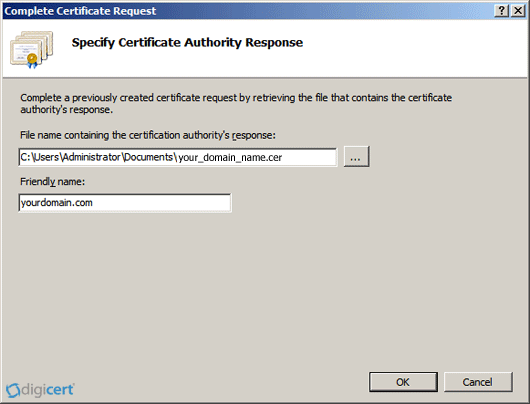 Complete Certificate Request
Specify Certificate Authority Response
Complete a previously created certificate request by retrieving the file that contains the certificate
authority's response.
File name containing the certification authority's response:
C:\Users\Administrator\Documents\your_domain_name.cer
...
Friendly name:
yourdomain.com
digicert
OK
Cancel